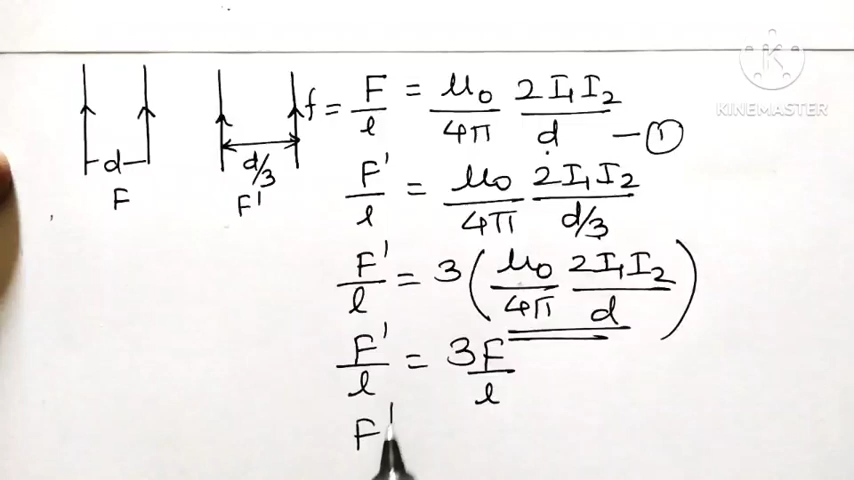 f = F/l = μ₀/4π 2I₁I₂/d — ①
d
d/3
F
F'
F'/l = μ₀/4π 2I₁I₂/d/3
F'/l = 3 ( μ₀/4π 2I₁I₂/d )
F'/l = 3F/l
F'
KINEMASTER